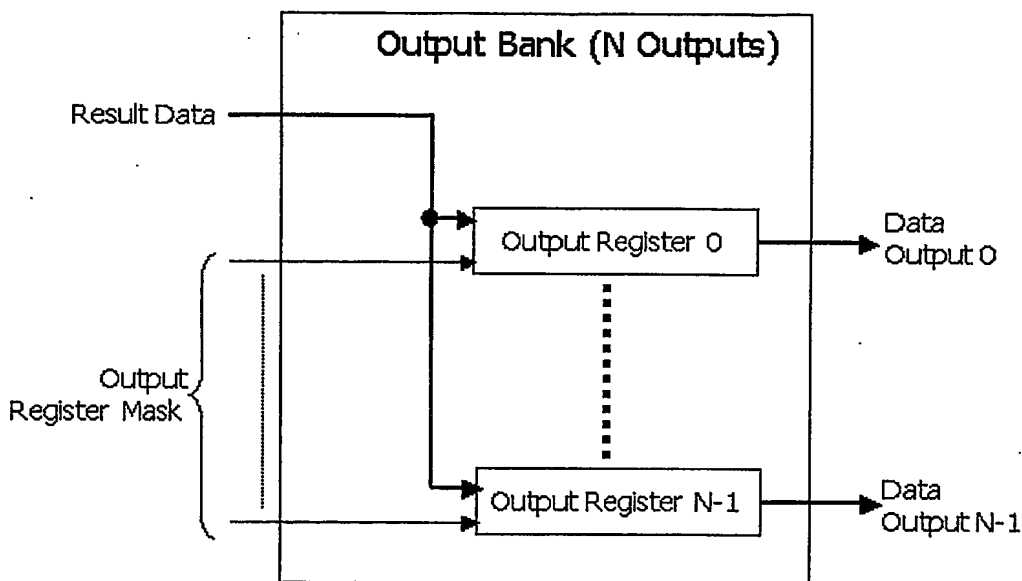 Output Bank (N Outputs)
Result Data
Output Register 0
Data
Output 0
Output
Register Mask
Output Register N-1
Data
Output N-1